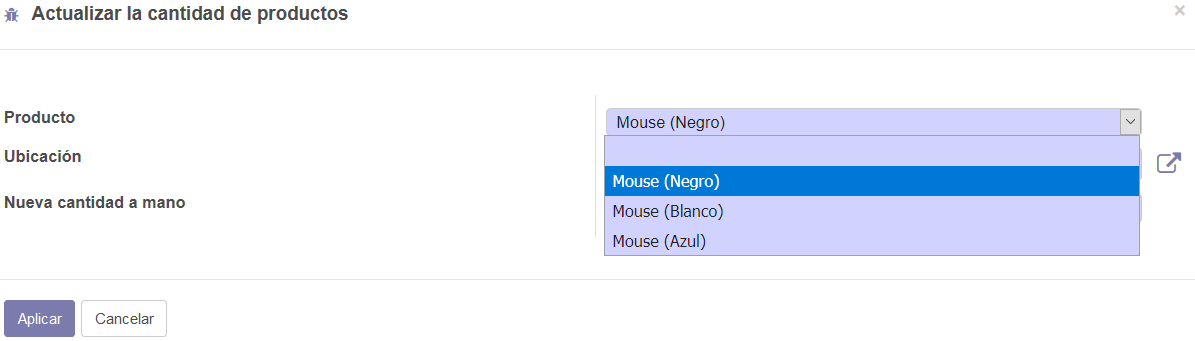 Actualizar la cantidad de productos
×
Producto
Mouse (Negro)
Ubicación
Mouse (Negro)
Nueva cantidad a mano
Mouse (Blanco)
Mouse (Azul)
Aplicar
Cancelar